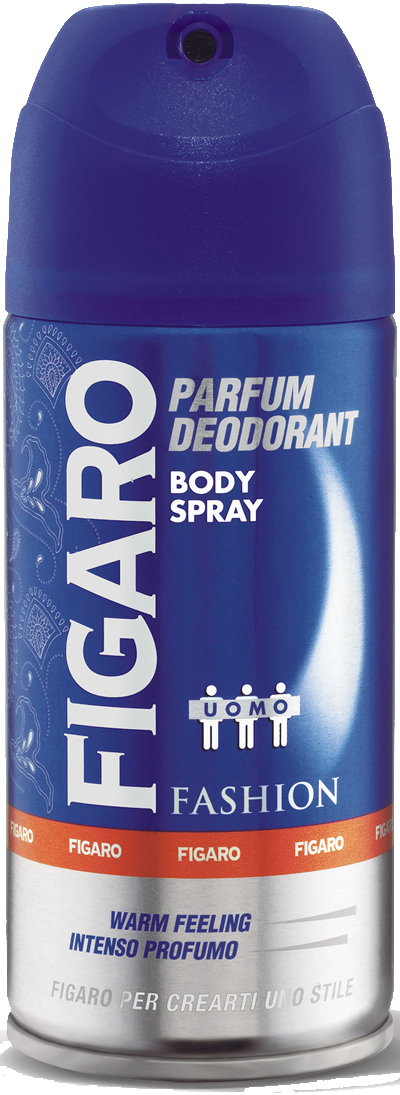 FIGARO
PARFUM
DEODORANT
BODY
SPRAY
UOMO
FASHION
FIGARO FIGARO FIGARO FIGARO FIGA
WARM FEELING
INTENSO PROFUMO
FIGARO PER CREARTI UNO STILE